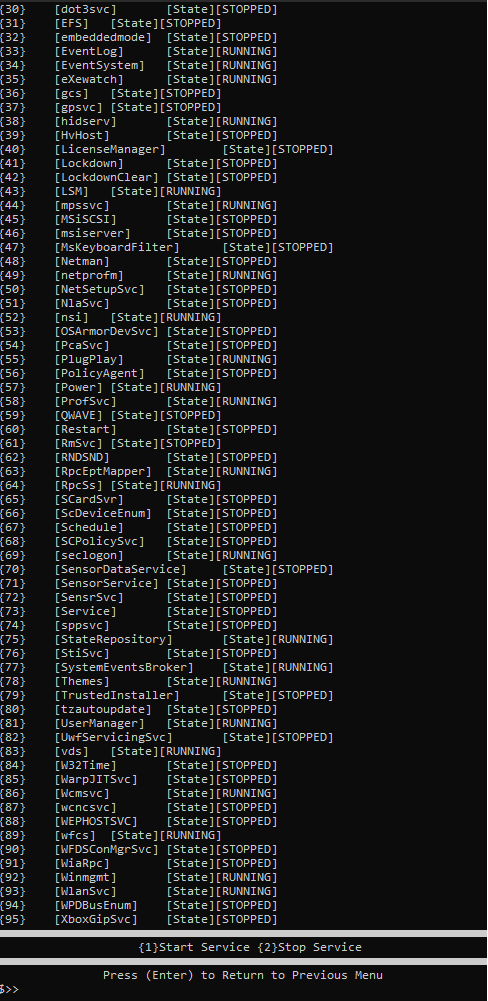 {30} [dot3svc] [State][STOPPED]
{31} [EFS] [State][STOPPED]
{32} [embeddedmode] [State][STOPPED]
{33} [EventLog] [State][RUNNING]
{34} [EventSystem] [State][RUNNING]
{35} [eXewatch] [State][RUNNING]
{36} [gcs] [State][STOPPED]
{37} [gpsvc] [State][STOPPED]
{38} [hidserv] [State][RUNNING]
{39} [HvHost] [State][STOPPED]
{40} [LicenseManager] [State][STOPPED]
{41} [Lockdown] [State][STOPPED]
{42} [LockdownClear] [State][STOPPED]
{43} [LSM] [State][RUNNING]
{44} [mpssvc] [State][RUNNING]
{45} [MSiSCSI] [State][STOPPED]
{46} [msiserver] [State][STOPPED]
{47} [MsKeyboardFilter] [State][STOPPED]
{48} [Netman] [State][STOPPED]
{49} [netprofm] [State][RUNNING]
{50} [NetSetupSvc] [State][STOPPED]
{51} [NlaSvc] [State][STOPPED]
{52} [nsi] [State][RUNNING]
{53} [OSArmorDevSvc] [State][STOPPED]
{54} [PcaSvc] [State][STOPPED]
{55} [PlugPlay] [State][RUNNING]
{56} [PolicyAgent] [State][STOPPED]
{57} [Power] [State][RUNNING]
{58} [ProfSvc] [State][RUNNING]
{59} [QWAVE] [State][STOPPED]
{60} [Restart] [State][STOPPED]
{61} [RmSvc] [State][STOPPED]
{62} [RNDSND] [State][STOPPED]
{63} [RpcEptMapper] [State][RUNNING]
{64} [RpcSs] [State][RUNNING]
{65} [SCardSvr] [State][STOPPED]
{66} [ScDeviceEnum] [State][STOPPED]
{67} [Schedule] [State][STOPPED]
{68} [SCPolicySvc] [State][STOPPED]
{69} [seclogon] [State][RUNNING]
{70} [SensorDataService] [State][STOPPED]
{71} [SensorService] [State][STOPPED]
{72} [SensrSvc] [State][STOPPED]
{73} [Service] [State][STOPPED]
{74} [sppsvc] [State][STOPPED]
{75} [StateRepository] [State][RUNNING]
{76} [StiSvc] [State][STOPPED]
{77} [SystemEventsBroker] [State][RUNNING]
{78} [Themes] [State][RUNNING]
{79} [TrustedInstaller] [State][STOPPED]
{80} [tzautoupdate] [State][STOPPED]
{81} [UserManager] [State][RUNNING]
{82} [UwfServicingSvc] [State][STOPPED]
{83} [vds] [State][RUNNING]
{84} [W32Time] [State][STOPPED]
{85} [WarpJITSvc] [State][STOPPED]
{86} [Wcmsvc] [State][RUNNING]
{87} [wcncsvc] [State][STOPPED]
{88} [WEPHOSTSVC] [State][STOPPED]
{89} [wfcs] [State][RUNNING]
{90} [WFDSConMgrSvc] [State][STOPPED]
{91} [WiaRpc] [State][STOPPED]
{92} [Winmgmt] [State][RUNNING]
{93} [WlanSvc] [State][RUNNING]
{94} [WPDBusEnum] [State][STOPPED]
{95} [XboxGipSvc] [State][STOPPED]
{1}Start Service {2}Stop Service
Press (Enter) to Return to Previous Menu
$>>